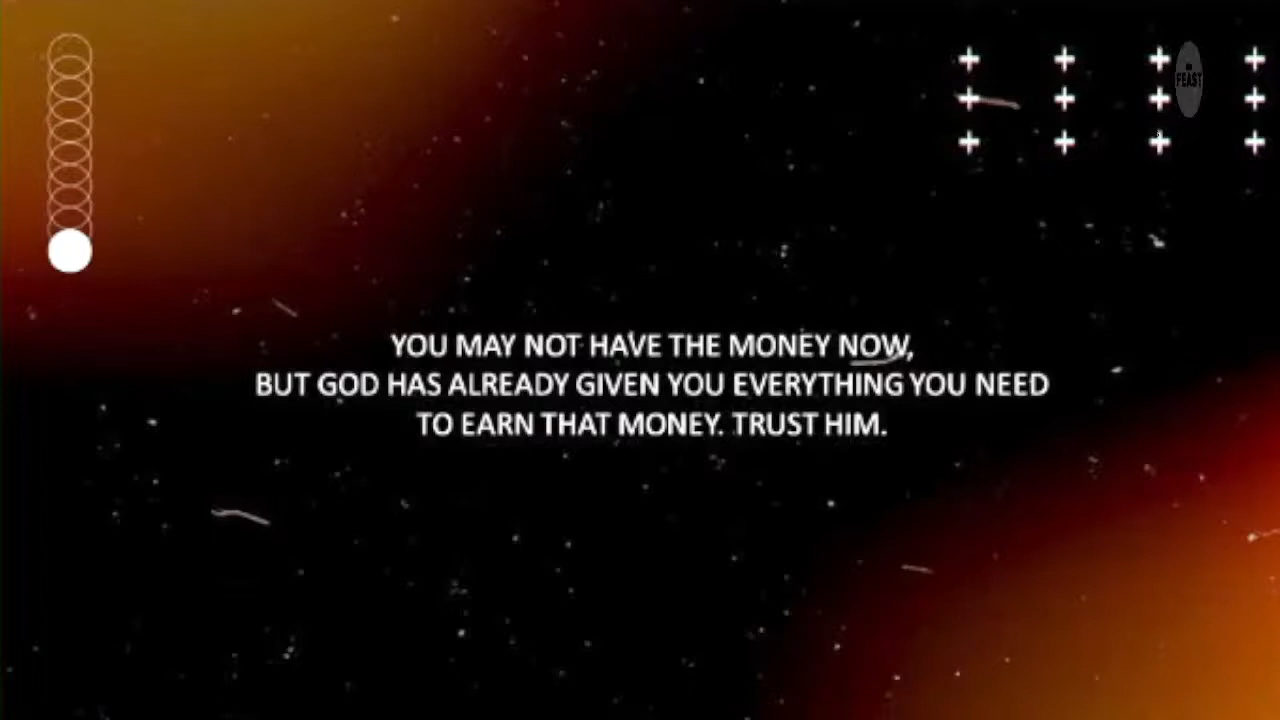 FEAST
YOU MAY NOT HAVE THE MONEY NOW,
BUT GOD HAS ALREADY GIVEN YOU EVERYTHING YOU NEED
TO EARN THAT MONEY. TRUST HIM.